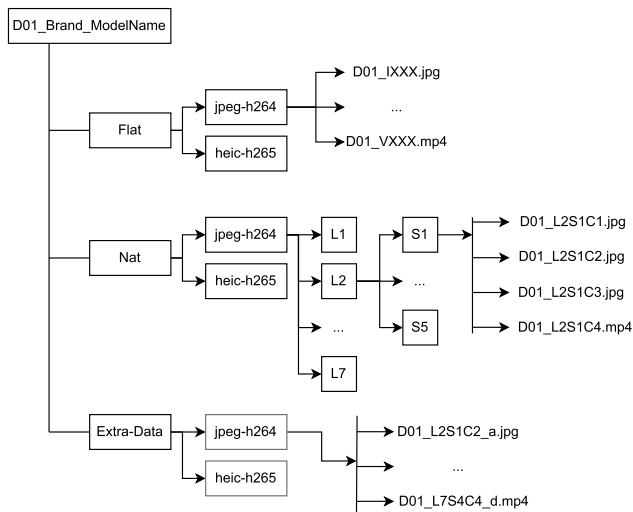 D01_Brand_ModelName
Flat
jpeg-h264
heic-h265
D01_IXXX.jpg
...
D01_VXXX.mp4
Nat
jpeg-h264
heic-h265
L1
L2
...
L7
S1
...
S5
D01_L2S1C1.jpg
D01_L2S1C2.jpg
D01_L2S1C3.jpg
D01_L2S1C4.mp4
Extra-Data
jpeg-h264
heic-h265
D01_L2S1C2_a.jpg
...
D01_L7S4C4_d.mp4